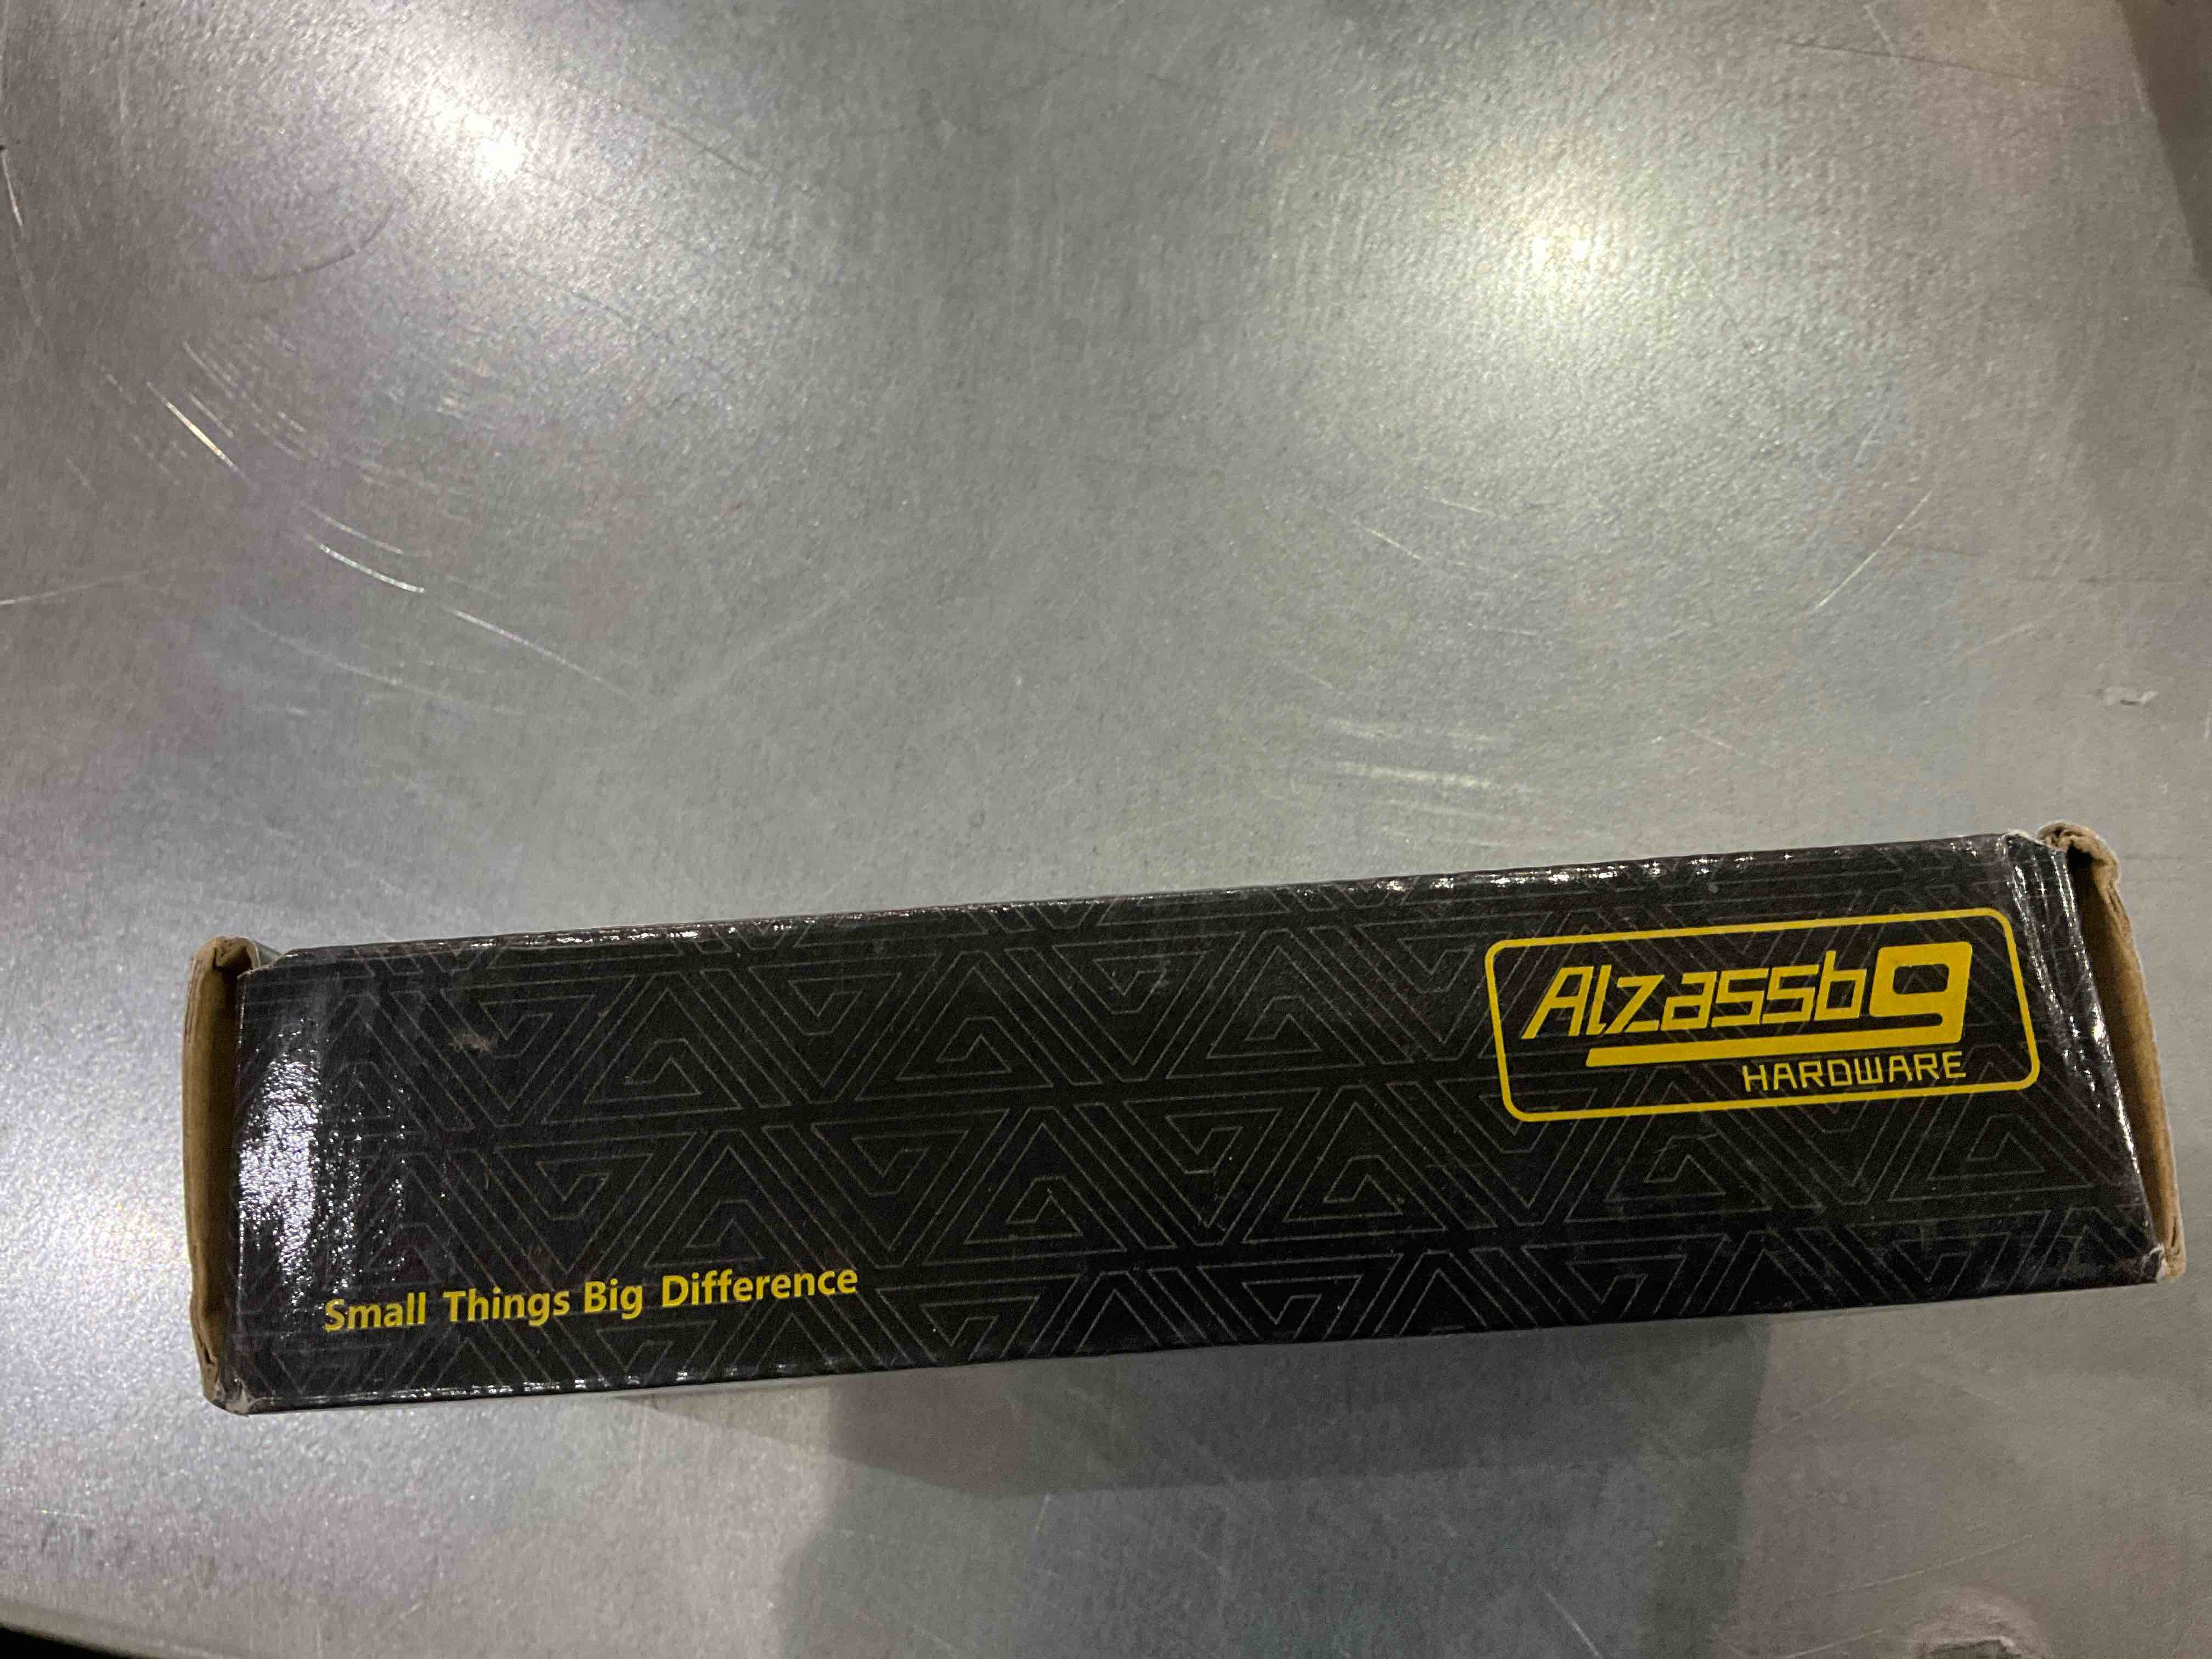 Alzassbg
HARDWARE
Small Things Big Difference